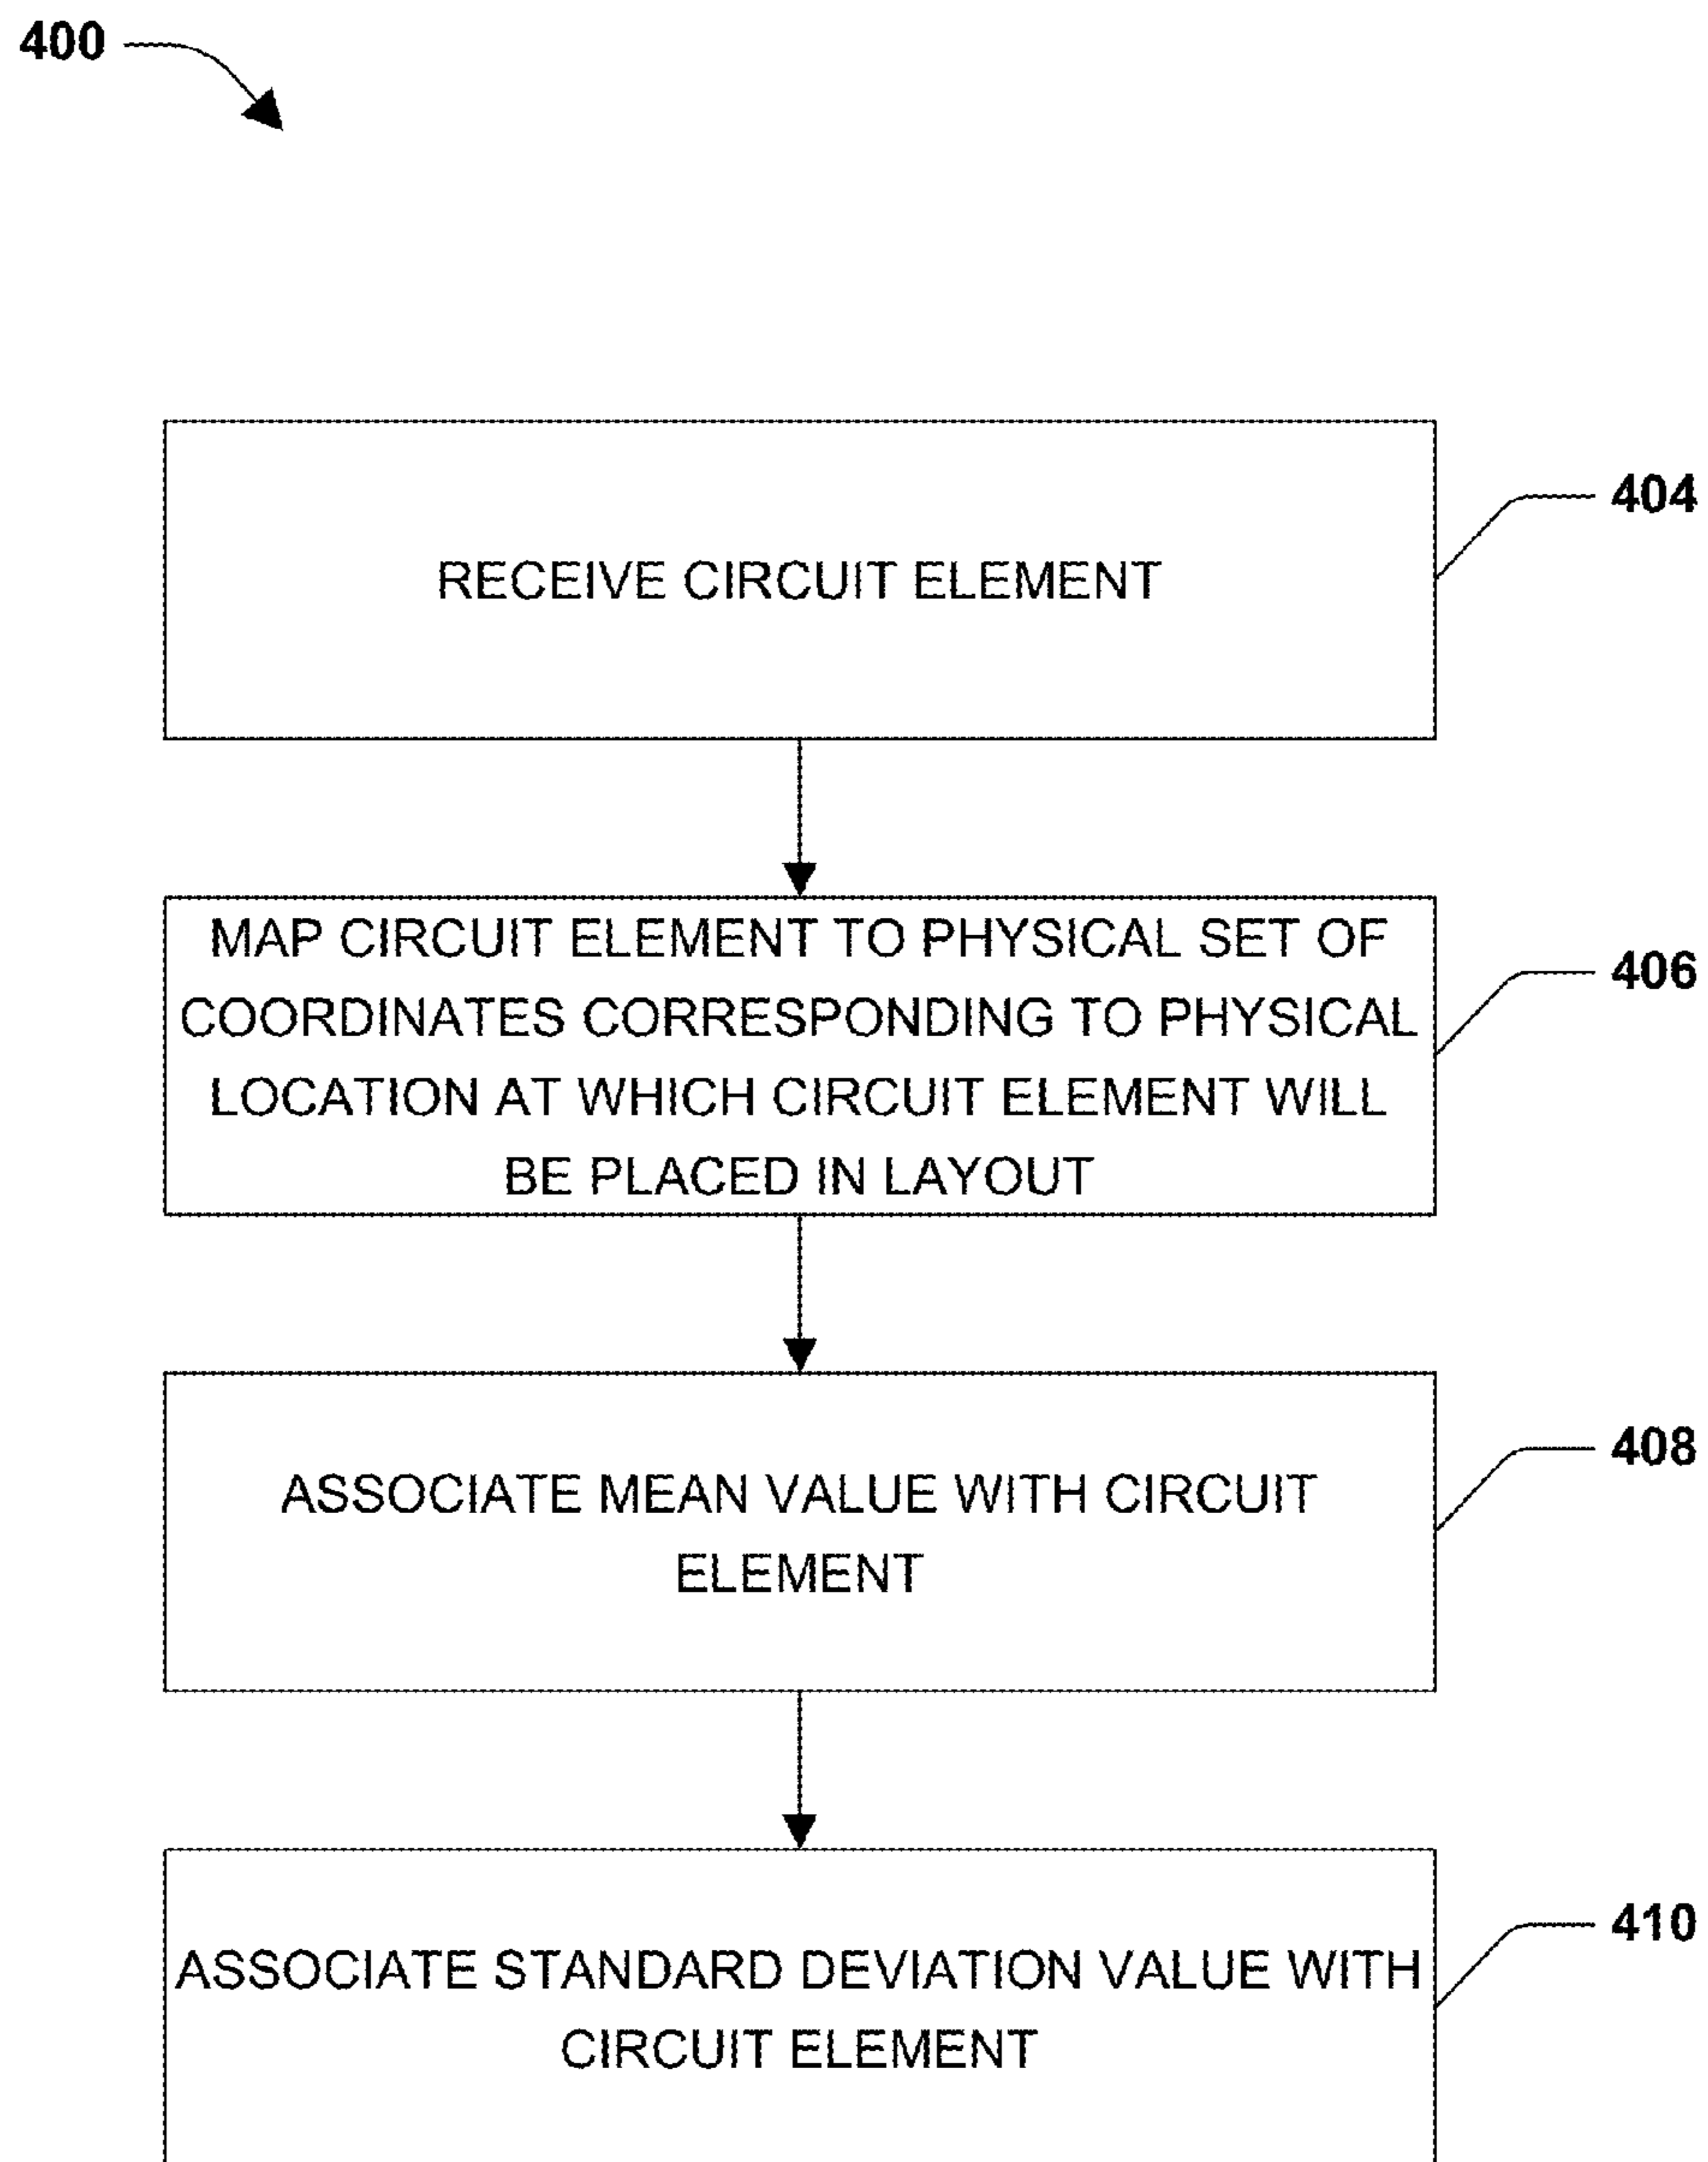 400
RECEIVE CIRCUIT ELEMENT
404
MAP CIRCUIT ELEMENT TO PHYSICAL SET OF
COORDINATES CORRESPONDING TO PHYSICAL
LOCATION AT WHICH CIRCUIT ELEMENT WILL
BE PLACED IN LAYOUT
406
ASSOCIATE MEAN VALUE WITH CIRCUIT
ELEMENT
408
ASSOCIATE STANDARD DEVIATION VALUE WITH
CIRCUIT ELEMENT
410